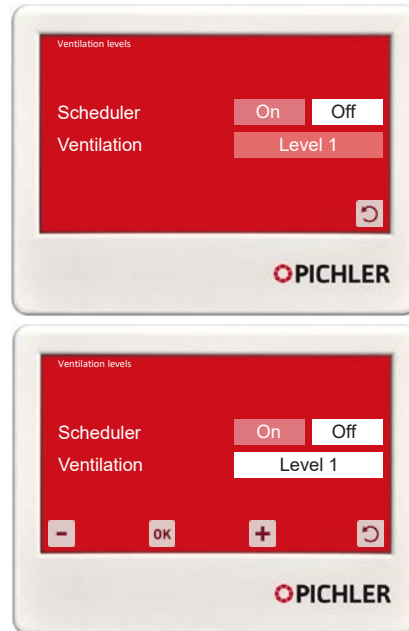 Ventilation levels
Scheduler On Off
Ventilation Level 1
PICHLER
Ventilation levels
Scheduler On Off
Ventilation Level 1
- OK +
PICHLER